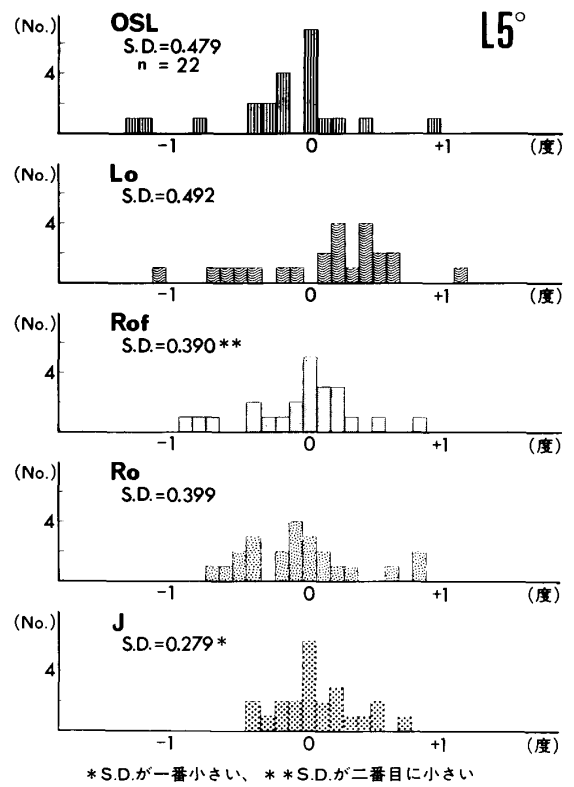 (No.) OSL L5°
S.D.=0.479
n = 22
4
-1 0 +1 (度)
(No.) Lo
S.D.=0.492
4
-1 0 +1 (度)
(No.) Rof
S.D.=0.390**
4
-1 0 +1 (度)
(No.) Ro
S.D.=0.399
4
-1 0 +1 (度)
(No.) J
S.D.=0.279*
4
-1 0 +1 (度)
*S.D.が一番小さい、**S.D.が二番目に小さい